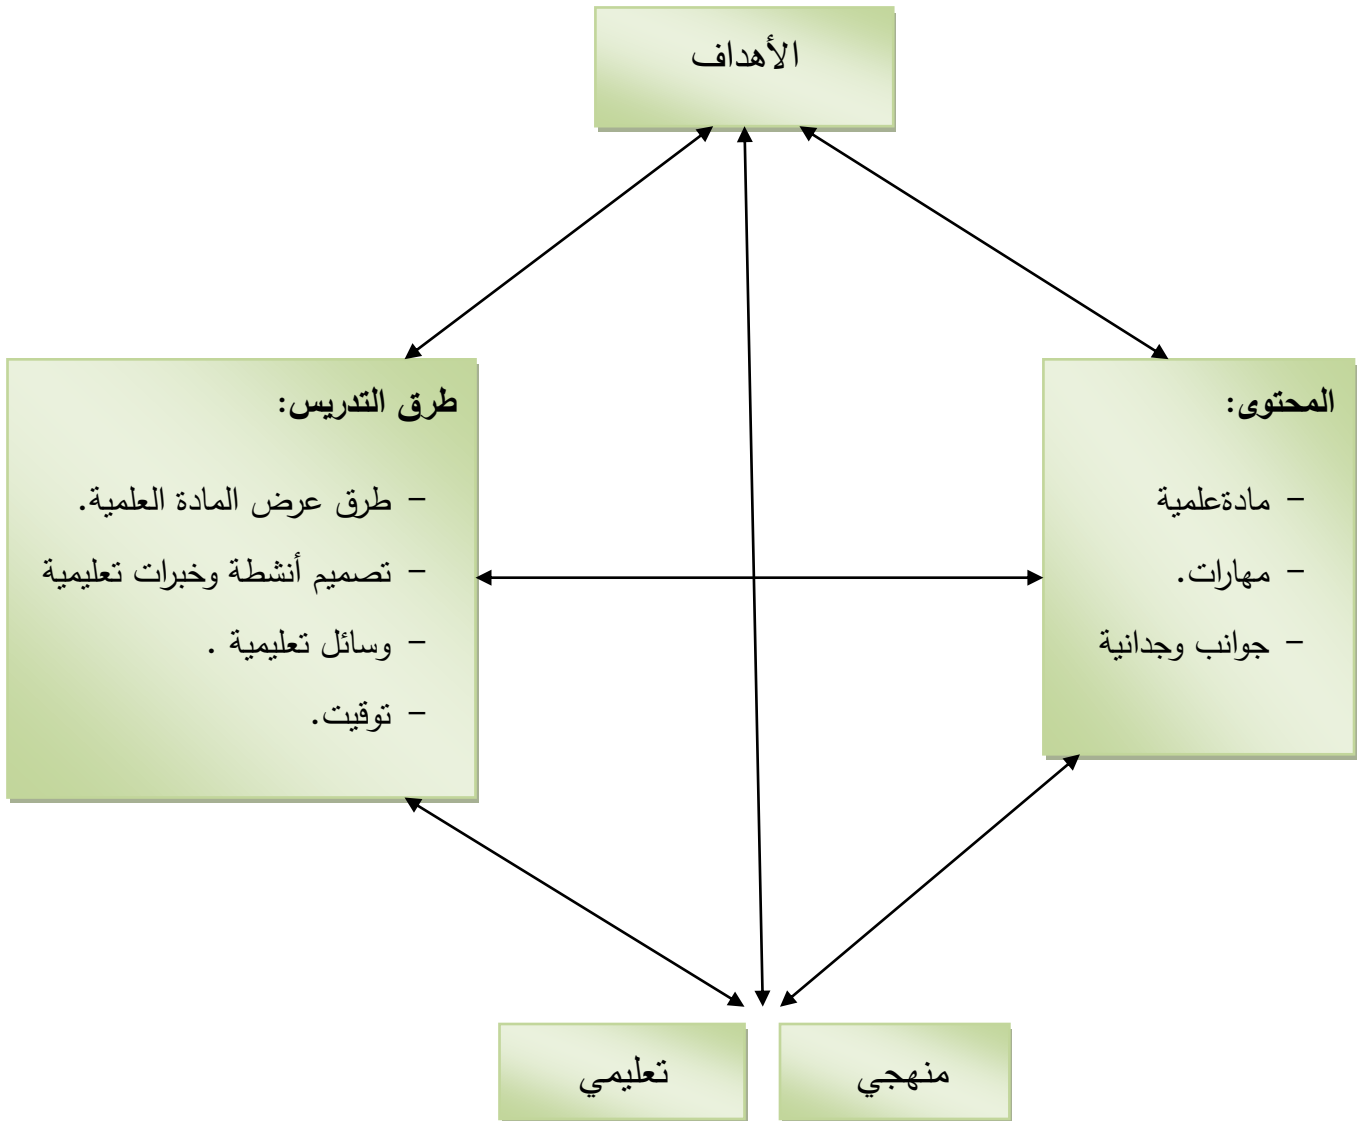 الأهداف
المحتوى:
- مادةعلمية
- مهارات.
- جوانب وجدانية
طرق التدريس:
- طرق عرض المادة العلمية.
- تصميم أنشطة وخبرات تعليمية
- وسائل تعليمية .
- توقيت.
منهجي
تعليمي